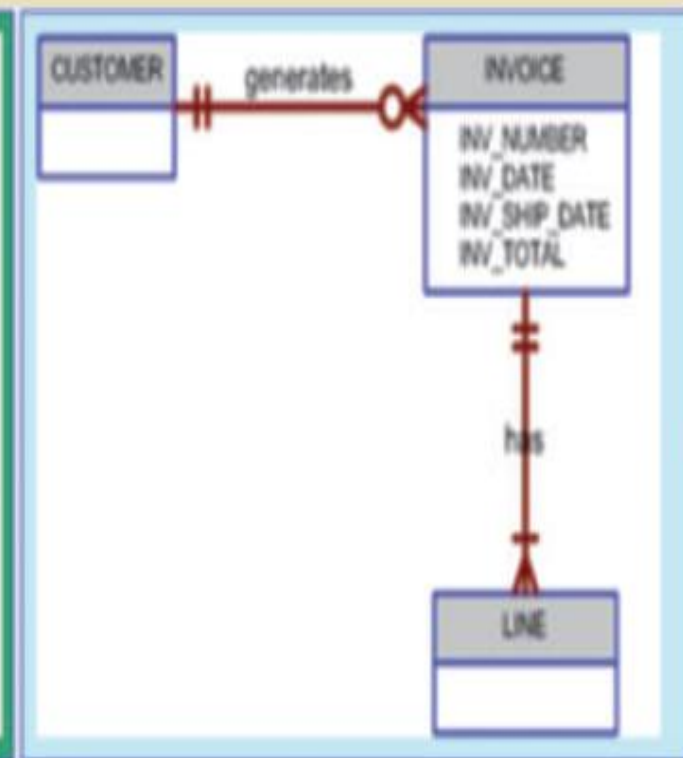 CUSTOMER
generates
INVOICE
INV_NUMBER
INV_DATE
INV_SHIP_DATE
INV_TOTAL
has
LINE